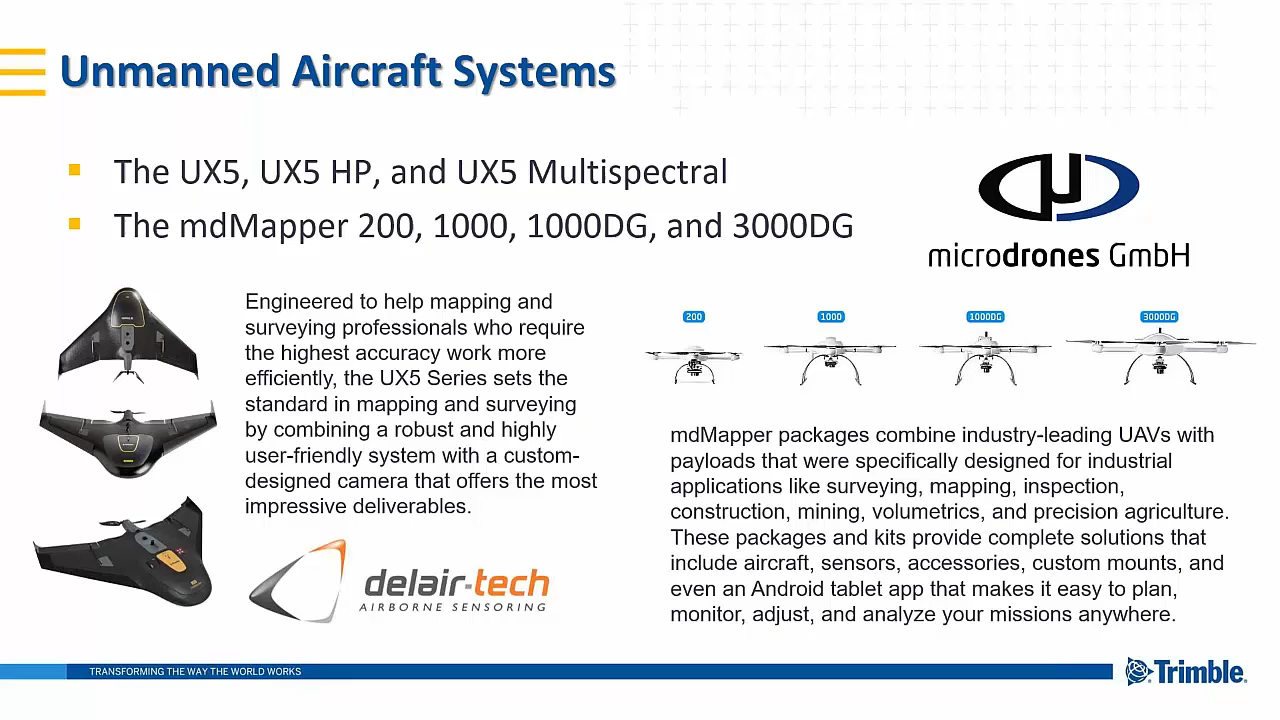 Unmanned Aircraft Systems
The UX5, UX5 HP, and UX5 Multispectral
The mdMapper 200, 1000, 1000DG, and 3000DG
microdrones GmbH
Engineered to help mapping and
surveying professionals who require
the highest accuracy work more
efficiently, the UX5 Series sets the
standard in mapping and surveying
by combining a robust and highly
user-friendly system with a custom-
designed camera that offers the most
impressive deliverables.
delair-tech
AIRBORNE SENSORING
200 1000 1000DG 3000DG
mdMapper packages combine industry-leading UAVs with
payloads that were specifically designed for industrial
applications like surveying, mapping, inspection,
construction, mining, volumetrics, and precision agriculture.
These packages and kits provide complete solutions that
include aircraft, sensors, accessories, custom mounts, and
even an Android tablet app that makes it easy to plan,
monitor, adjust, and analyze your missions anywhere.
TRANSFORMING THE WAY THE WORLD WORKS
Trimble